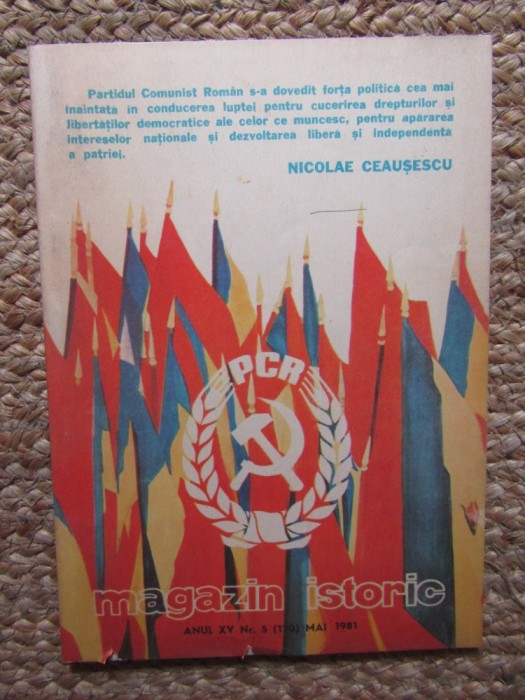 Partidul Comunist Român s-a dovedit forța politică cea mai
înaintată în conducerea luptei pentru cucerirea drepturilor și
libertăților democratice ale celor ce muncesc, pentru apărarea
intereselor naționale și dezvoltarea liberă și independentă
a patriei.
NICOLAE CEAUȘESCU
PCR
magazin istoric
ANUL XV Nr. 5 (170) MAI 1981